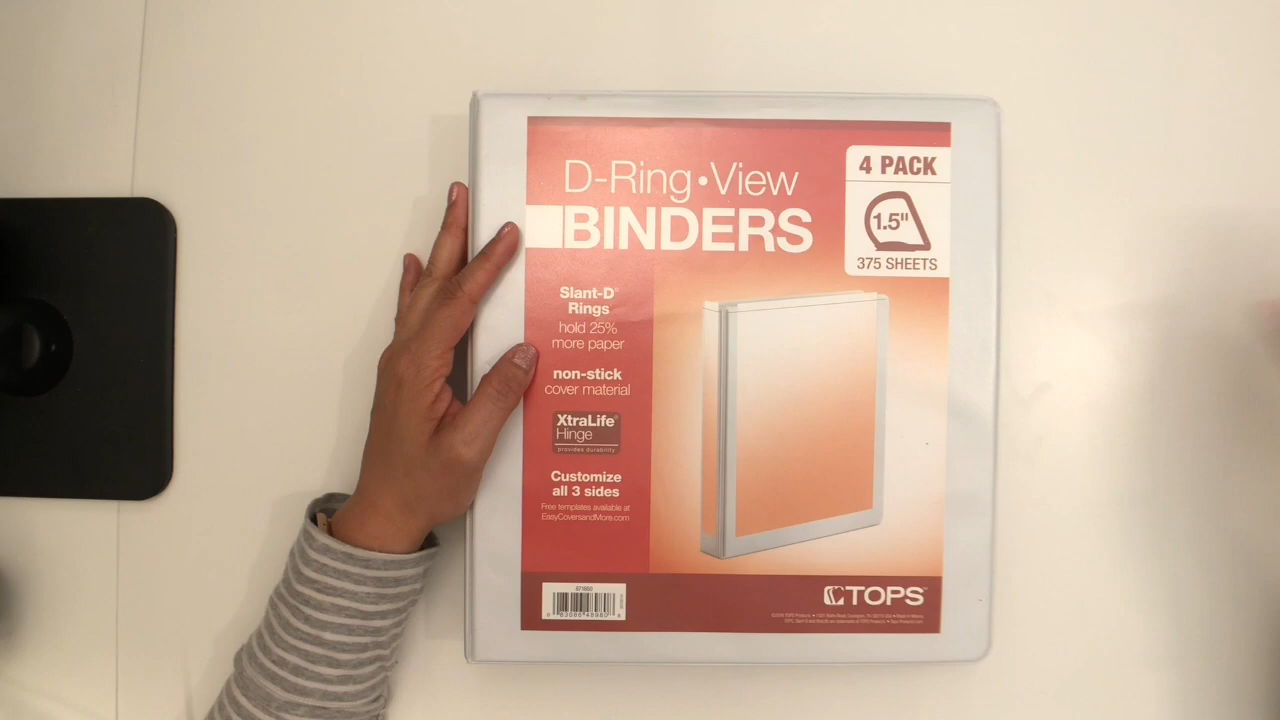 D-Ring•View
BINDERS
4 PACK
1.5"
375 SHEETS
Slant-D®
Rings
hold 25%
more paper
non-stick
cover material
XtraLife®
Hinge
provides durability
Customize
all 3 sides
Free templates available at
EasyCoversandMore.com
TOPS™